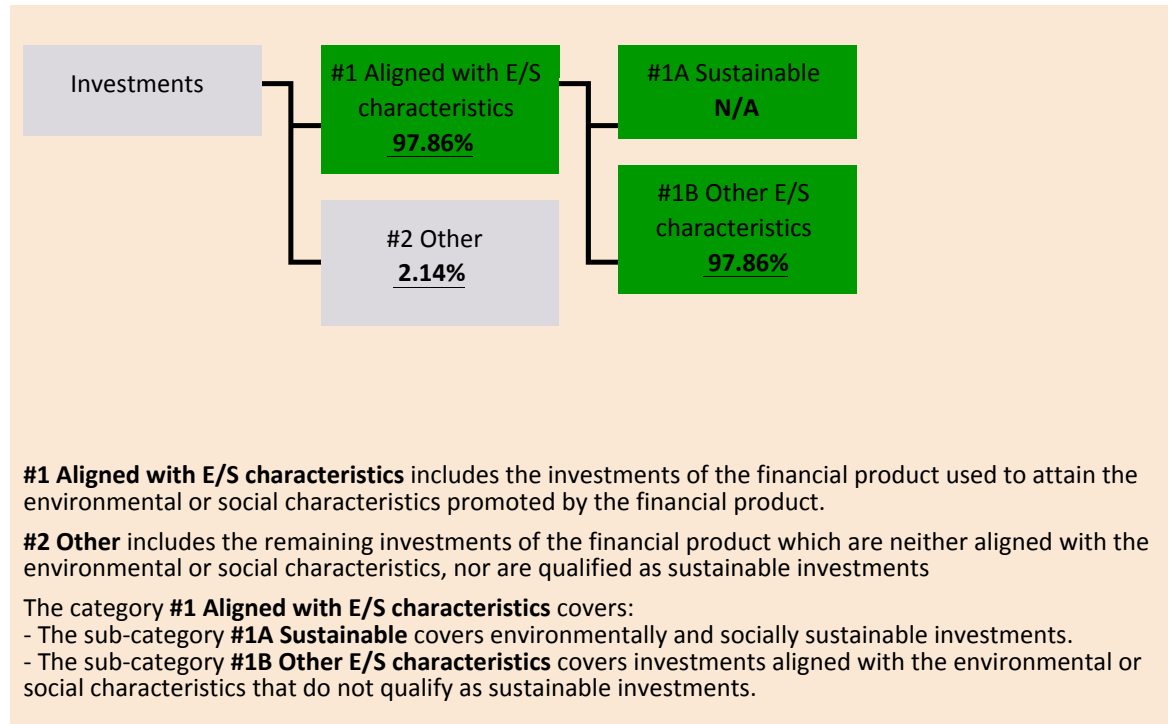 Investments
#1 Aligned with E/S
characteristics
97.86%
#2 Other
2.14%
#1A Sustainable
N/A
#1B Other E/S
characteristics
97.86%
#1 Aligned with E/S characteristics includes the investments of the financial product used to attain the
environmental or social characteristics promoted by the financial product.
#2 Other includes the remaining investments of the financial product which are neither aligned with the
environmental or social characteristics, nor are qualified as sustainable investments
The category #1 Aligned with E/S characteristics covers:
- The sub-category #1A Sustainable covers environmentally and socially sustainable investments.
- The sub-category #1B Other E/S characteristics covers investments aligned with the environmental or
social characteristics that do not qualify as sustainable investments.